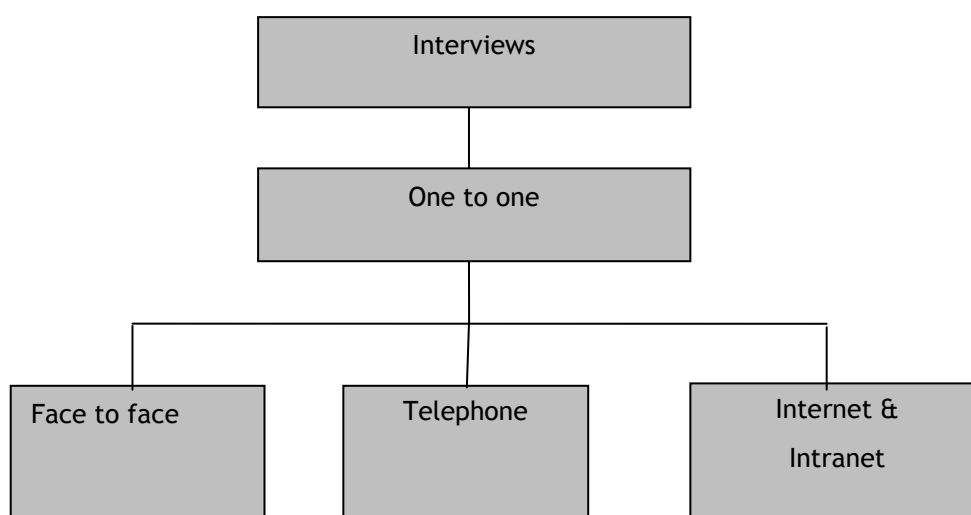 Interviews
One to one
Face to face
Telephone
Internet &
Intranet